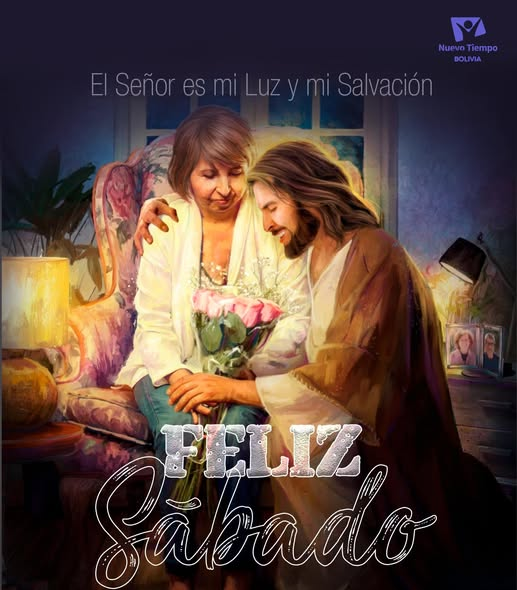 Nuevo Tiempo
BOLIVIA
El Señor es mi Luz y mi Salvación
FELIZ
Sábado